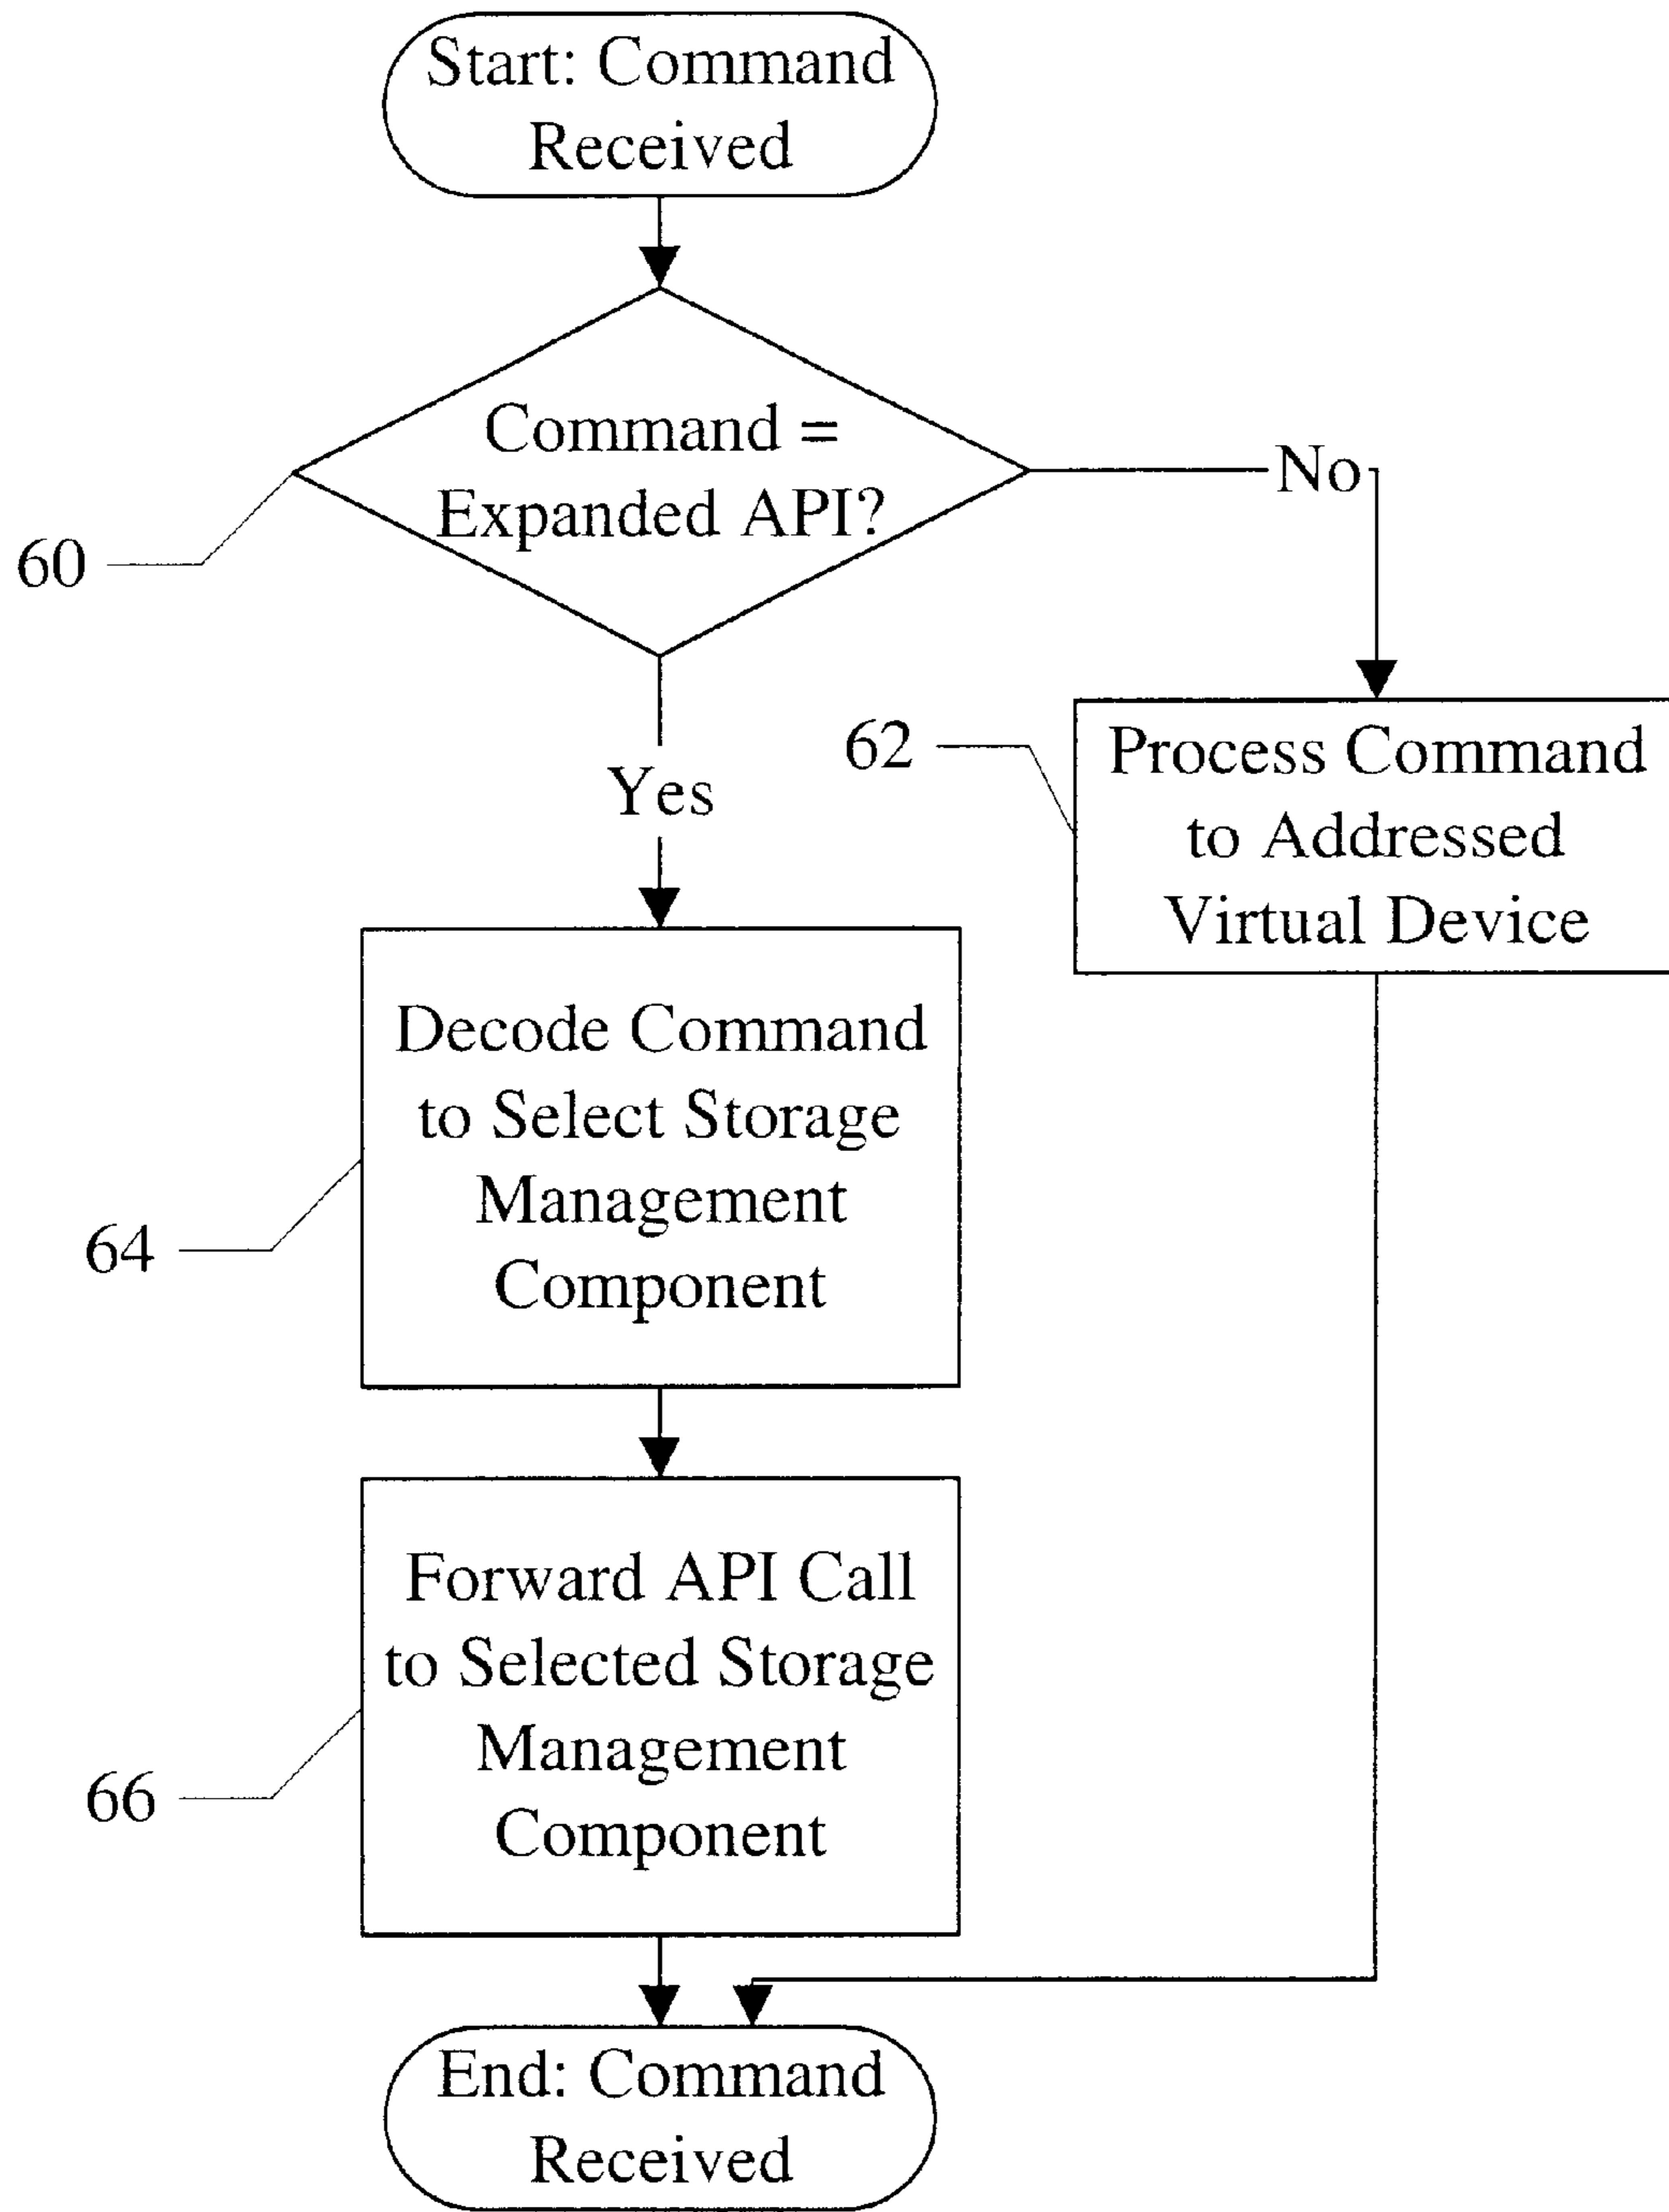 Start: Command
Received
Command =
Expanded API?
No
60
62
Process Command
to Addressed
Virtual Device
Yes
Decode Command
to Select Storage
Management
Component
64
Forward API Call
to Selected Storage
Management
Component
66
End: Command
Received